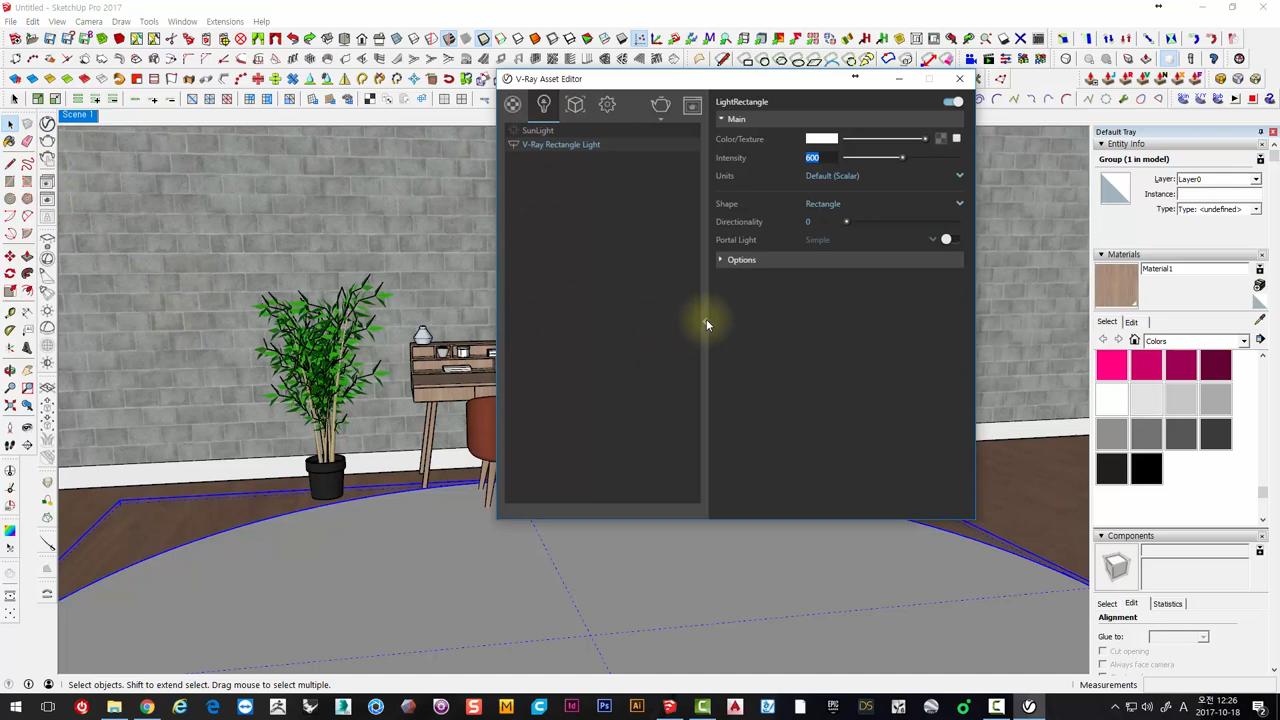 Untitled - SketchUp Pro 2017
File Edit View Camera Draw Tools Window Extensions Help
Scene 1
V-Ray Asset Editor
SunLight
V-Ray Rectangle Light
LightRectangle
Main
Color/Texture
Intensity 600
Units Default (Scalar)
Shape Rectangle
Directionality 0
Portal Light Simple
Options
Default Tray
Entity Info
Group (1 in model)
Layer: Layer0
Instance:
Type: Type: <undefined>
Materials
Material1
Select Edit
Colors
Components
Select Edit Statistics
Alignment
Glue to:
Cut opening
Always face camera
Select objects. Shift to extend select. Drag mouse to select multiple.
Measurements
오전 12:26
2017-10-18